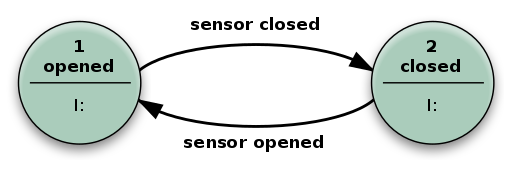 sensor closed
1
opened
I:
2
closed
I:
sensor opened